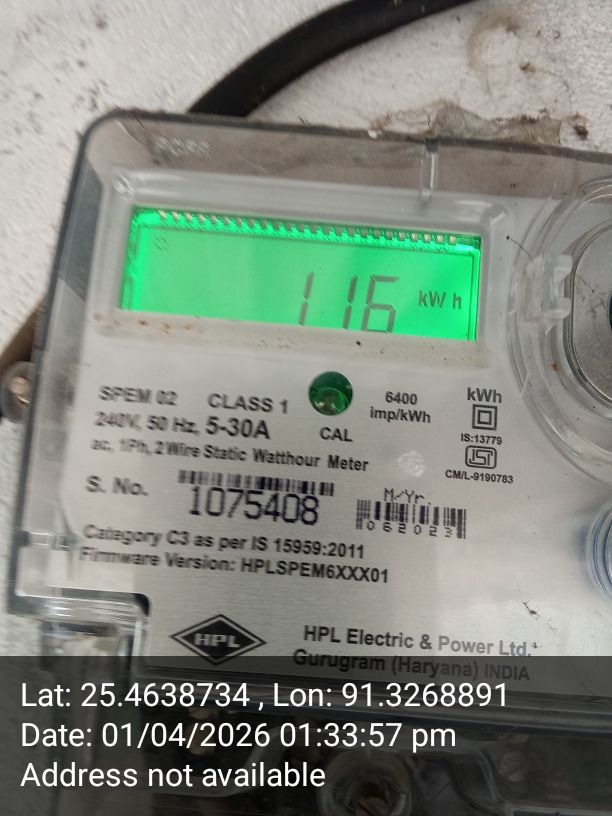 116 kWh
SPEM 02 CLASS 1 6400 imp/kWh kWh
240V, 50 Hz, 5-30A CAL IS:13779
ac, 1Ph, 2 Wire Static Watthour Meter
CM/L-9190783
S. No. 1075408 M/Yr. 062023
Category C3 as per IS 15959:2011
Firmware Version: HPLSPEM6XXX01
HPL HPL Electric & Power Ltd.
Gurugram (Haryana) INDIA
Lat: 25.4638734 , Lon: 91.3268891
Date: 01/04/2026 01:33:57 pm
Address not available